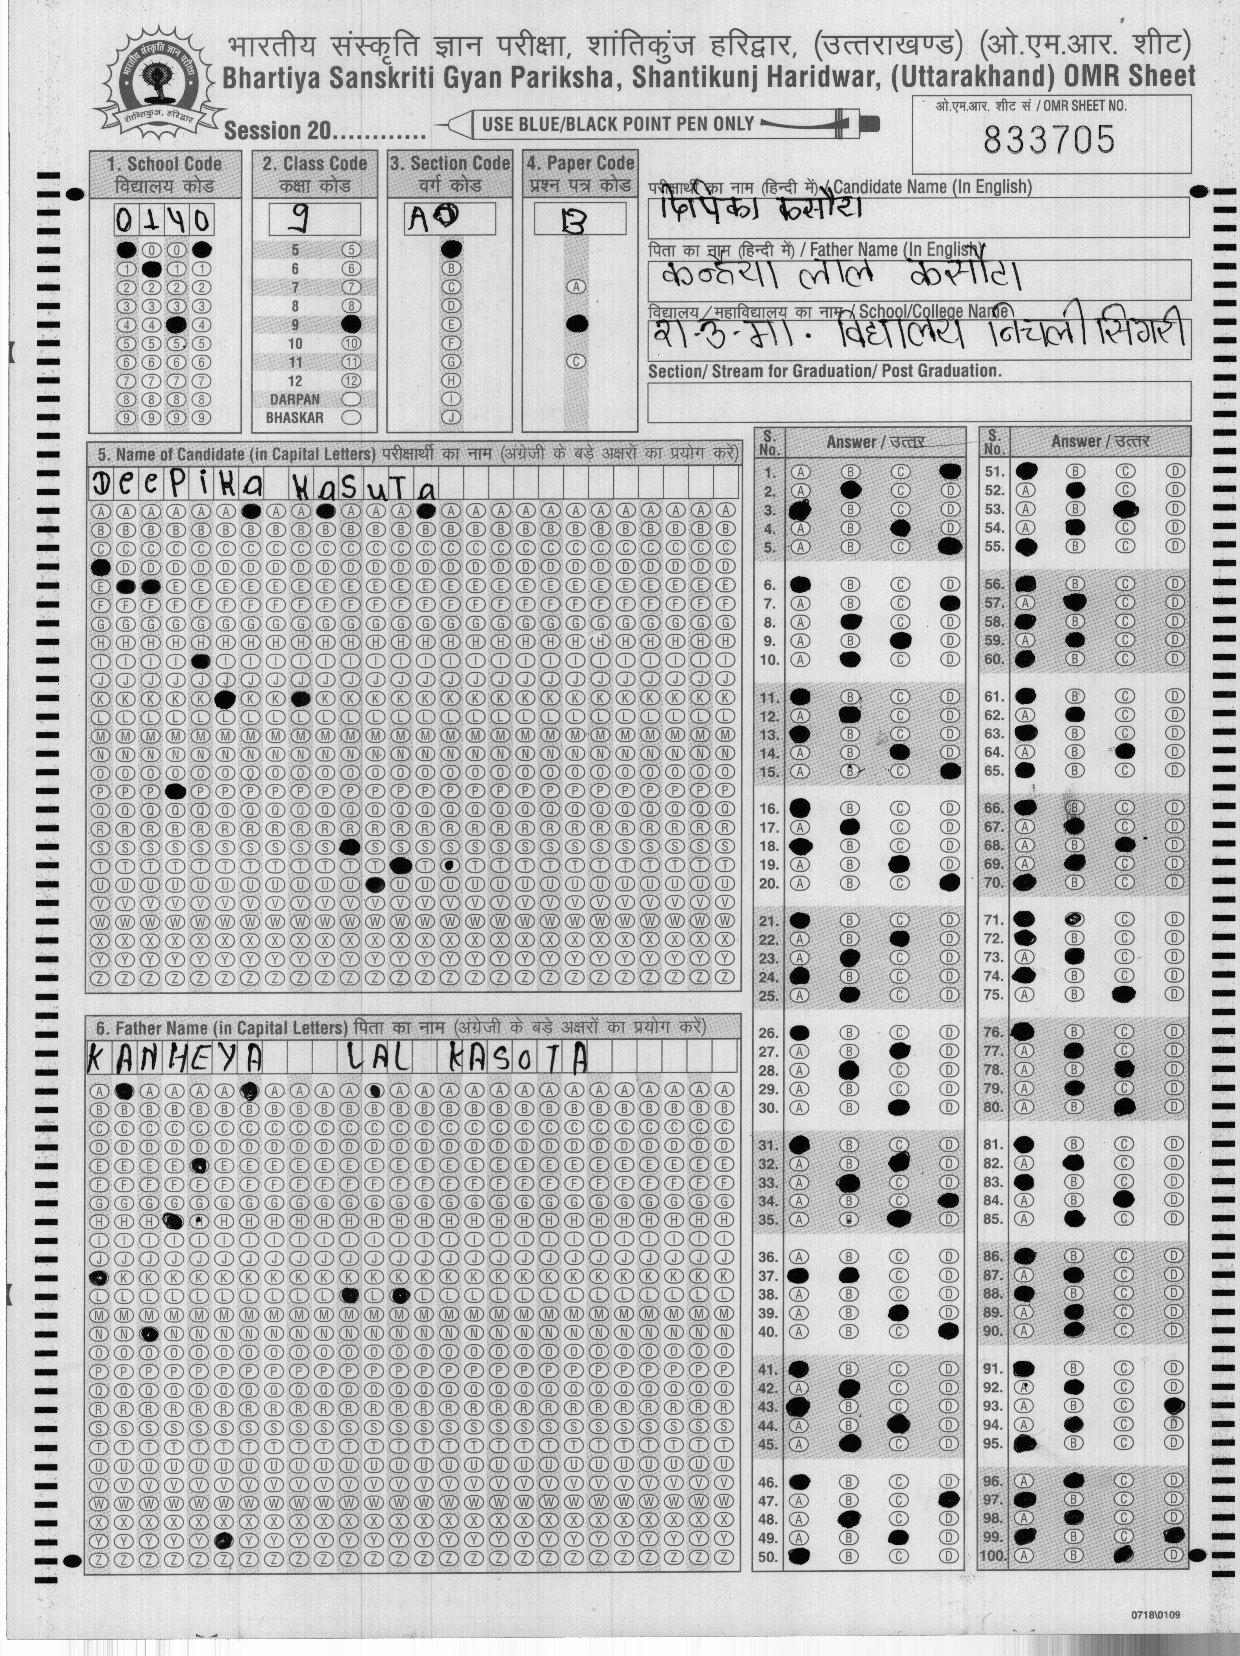 भारतीय संस्कृति ज्ञान परीक्षा, शांतिकुंज हरिद्वार, (उत्तराखण्ड) (ओ.एम.आर. शीट)
Bhartiya Sanskriti Gyan Pariksha, Shantikunj Haridwar, (Uttarakhand) OMR Sheet
Session 20............
USE BLUE/BLACK POINT PEN ONLY
ओ.एम.आर. शीट सं / OMR SHEET NO.
833705
1. School Code
विद्यालय कोड
0140
2. Class Code
कक्षा कोड
9
5
6
7
8
9
10
11
12
DARPAN
BHASKAR
3. Section Code
वर्ग कोड
A
4. Paper Code
प्रश्न पत्र कोड
B
परीक्षार्थी का नाम (हिन्दी में) / Candidate Name (In English)
दिपिका कसौटा
पिता का नाम (हिन्दी में) / Father Name (In English)
कन्हैया लाल कसौटा
विद्यालय / महाविद्यालय का नाम / School/College Name
रा-उ-मा. विद्यालय निचली सिगरी
Section/ Stream for Graduation/ Post Graduation.
5. Name of Candidate (in Capital Letters) परीक्षार्थी का नाम (अंग्रेजी के बड़े अक्षरों का प्रयोग करें)
DeePiKa KaSuTa
6. Father Name (in Capital Letters) पिता का नाम (अंग्रेजी के बड़े अक्षरों का प्रयोग करें)
KANHEYA LAL KASOTA
S. No. Answer / उत्तर
S. No. Answer / उत्तर
0718\0109